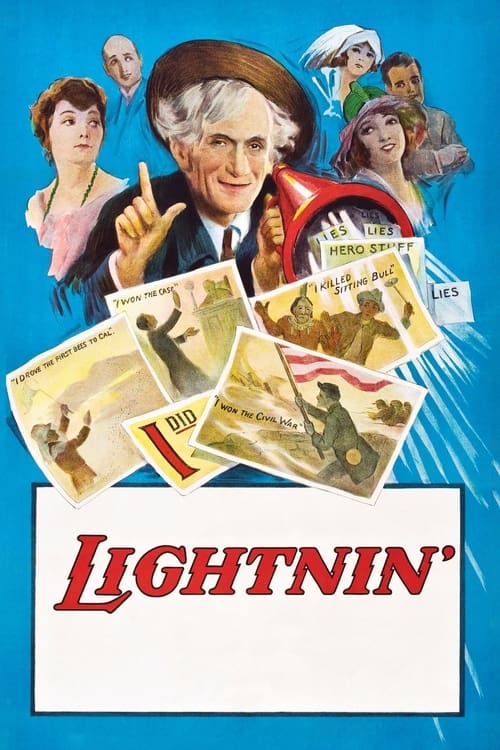 LIES
LIES LIES
HERO STUFF
LIES
"I WON THE CASE"
"I KILLED
SITTING BULL"
"I DROVE THE FIRST BEES TO CAL."
I DID
"I WON THE CIVIL WAR"
LIGHTNIN'